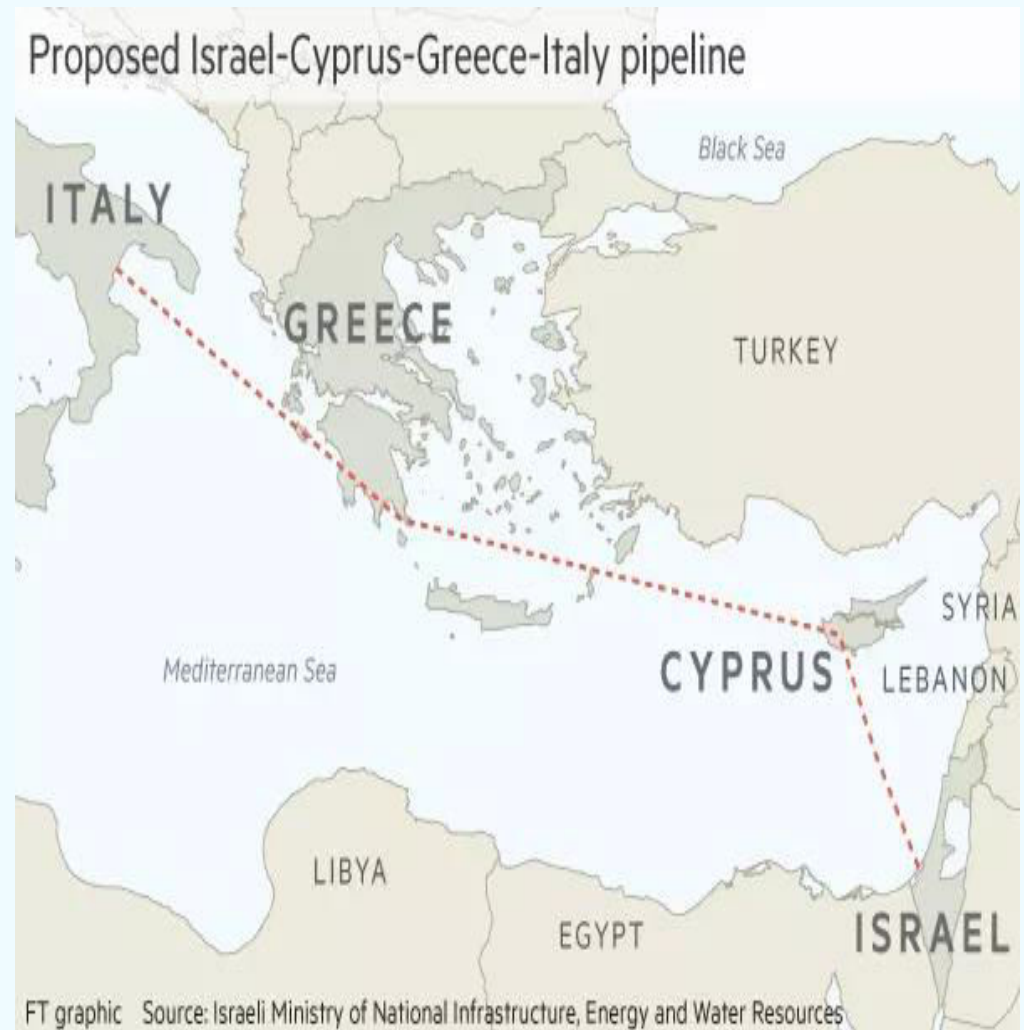 Proposed Israel-Cyprus-Greece-Italy pipeline
Black Sea
ITALY
GREECE
TURKEY
SYRIA
Mediterranean Sea
CYPRUS
LEBANON
LIBYA
EGYPT
ISRAEL
FT graphic Source: Israeli Ministry of National Infrastructure, Energy and Water Resources